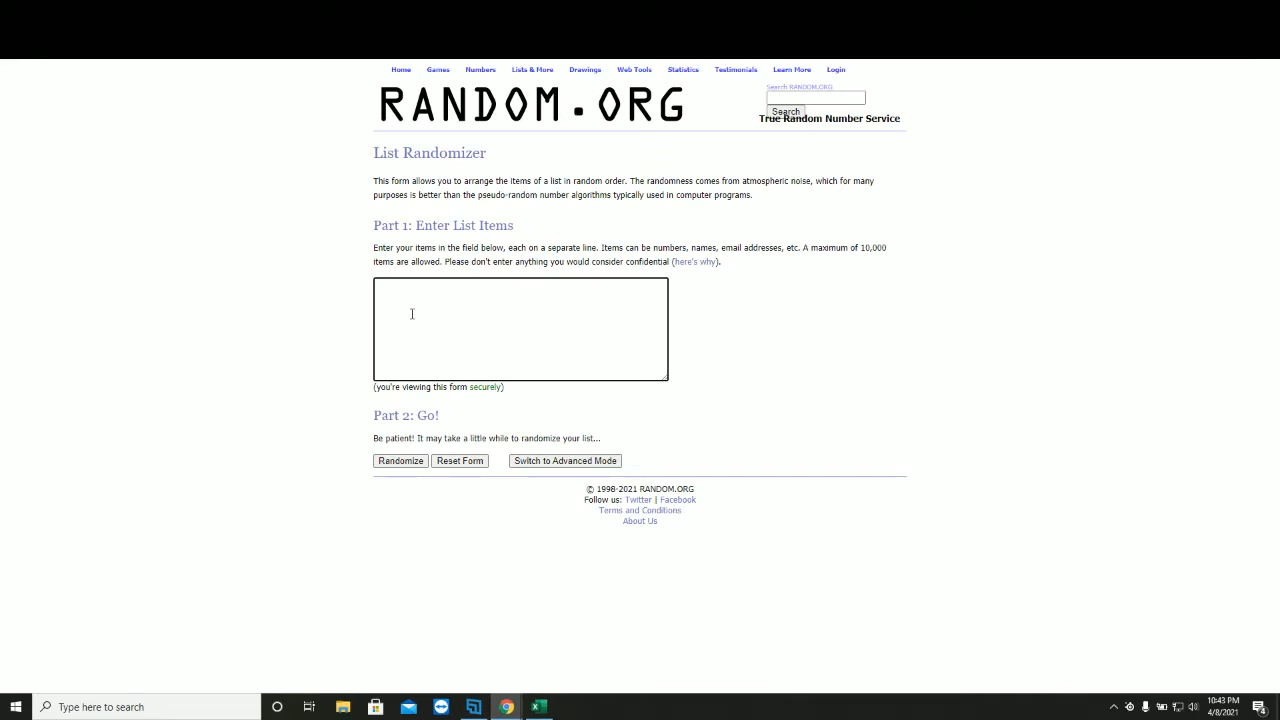 Home Games Numbers Lists & More Drawings Web Tools Statistics Testimonials Learn More Login
Search RANDOM.ORG
RANDOM.ORG
Search
True Random Number Service
List Randomizer
This form allows you to arrange the items of a list in random order. The randomness comes from atmospheric noise, which for many
purposes is better than the pseudo-random number algorithms typically used in computer programs.
Part 1: Enter List Items
Enter your items in the field below, each on a separate line. Items can be numbers, names, email addresses, etc. A maximum of 10,000
items are allowed. Please don't enter anything you would consider confidential (here's why).
(you're viewing this form securely)
Part 2: Go!
Be patient! It may take a little while to randomize your list...
Randomize Reset Form Switch to Advanced Mode
© 1998-2021 RANDOM.ORG
Follow us: Twitter | Facebook
Terms and Conditions
About Us
Type here to search
10:43 PM
4/8/2021
4